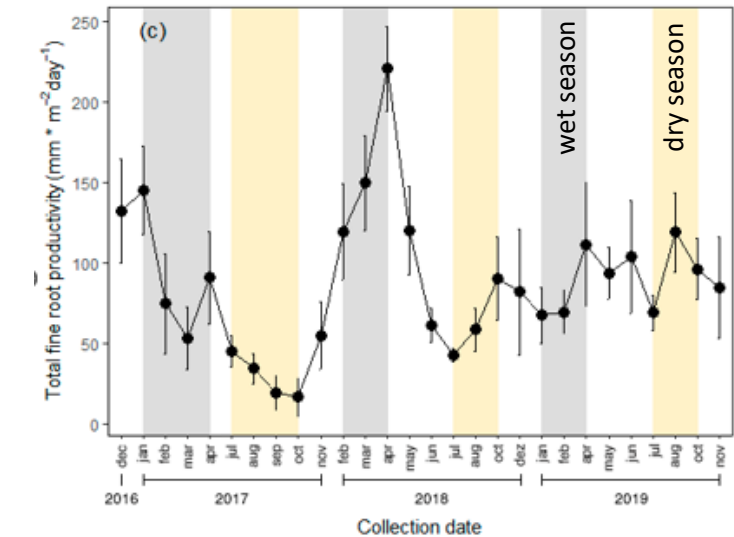 (c)
wet season
dry season
Total fine root productivity (mm * m⁻²day⁻¹)
250
200
150
100
50
0
dec jan feb mar apr jul aug sep oct nov feb mar apr may jun jul aug oct dez jan feb apr may jun jul aug oct nov
2016 2017 2018 2019
Collection date